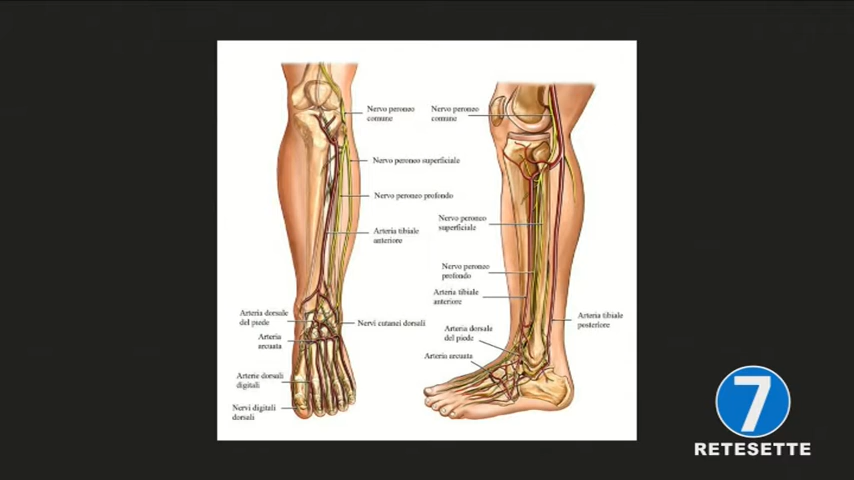 Nervo peroneo
comune
Nervo peroneo superficiale
Nervo peroneo profondo
Arteria tibiale
anteriore
Arteria dorsale
del piede
Nervi cutanei dorsali
Arteria
arcuata
Arterie dorsali
digitali
Nervi digitali
dorsali
Nervo peroneo
comune
Nervo peroneo
superficiale
Nervo peroneo
profondo
Arteria tibiale
anteriore
Arteria tibiale
posteriore
Arteria dorsale
del piede
Arteria arcuata
7
RETESETTE